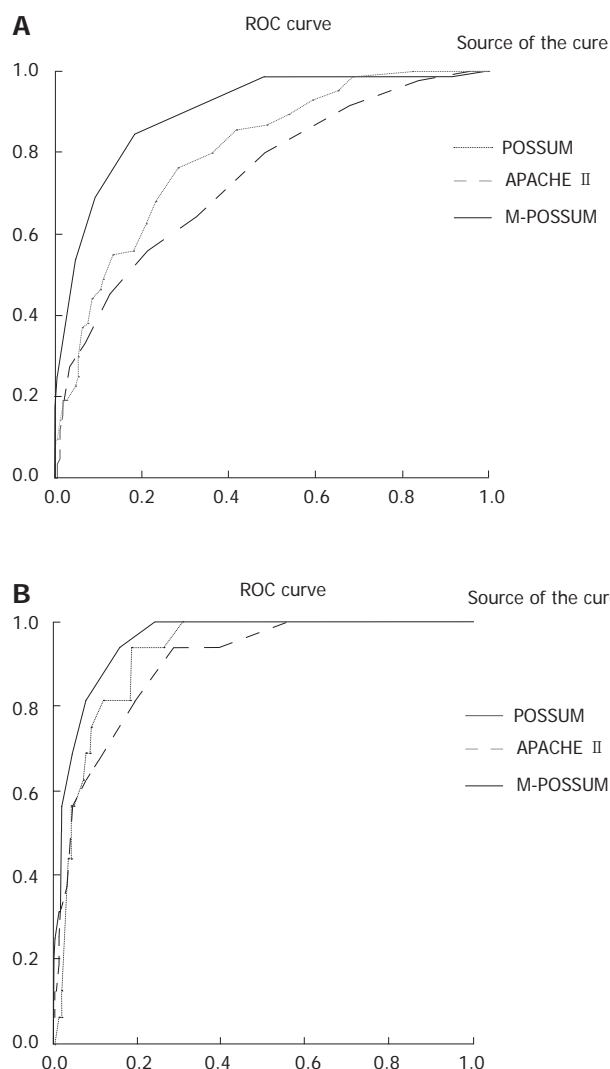 A
ROC curve
Source of the cure
1.0
0.8
0.6
0.4
0.2
0.0
0.0 0.2 0.4 0.6 0.8 1.0
POSSUM
APACHE Ⅱ
M-POSSUM
B
ROC curve
Source of the cur
1.0
0.8
0.6
0.4
0.2
0.0
0.0 0.2 0.4 0.6 0.8 1.0
POSSUM
APACHE Ⅱ
M-POSSUM